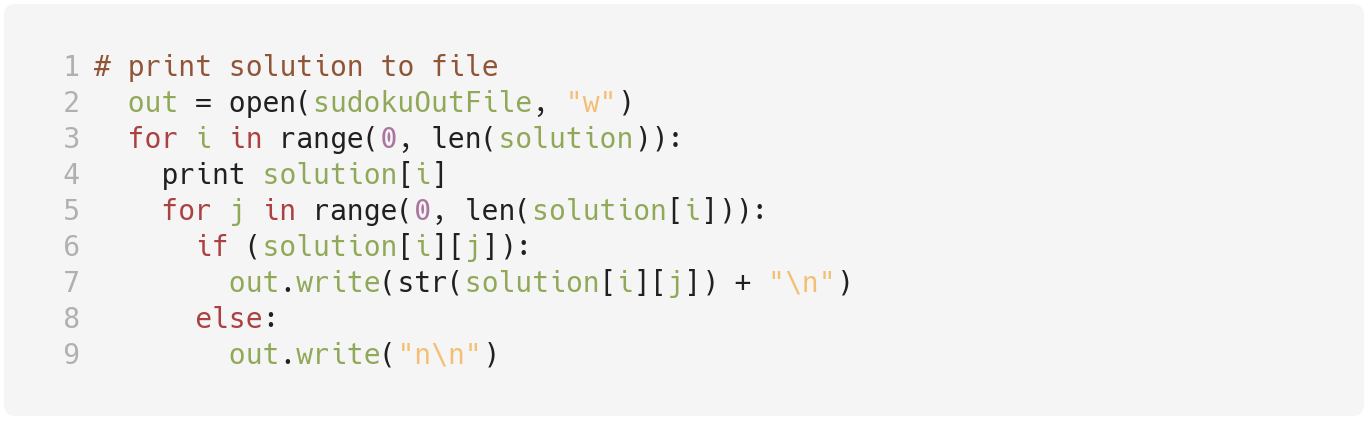 1 # print solution to file
2   out = open(sudokuOutFile, "w")
3   for i in range(0, len(solution)):
4     print solution[i]
5     for j in range(0, len(solution[i])):
6       if (solution[i][j]):
7         out.write(str(solution[i][j]) + "\n")
8       else:
9         out.write("n\n")